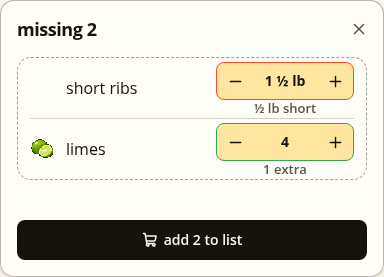 missing 2
short ribs
1 ½ lb
½ lb short
limes
4
1 extra
add 2 to list